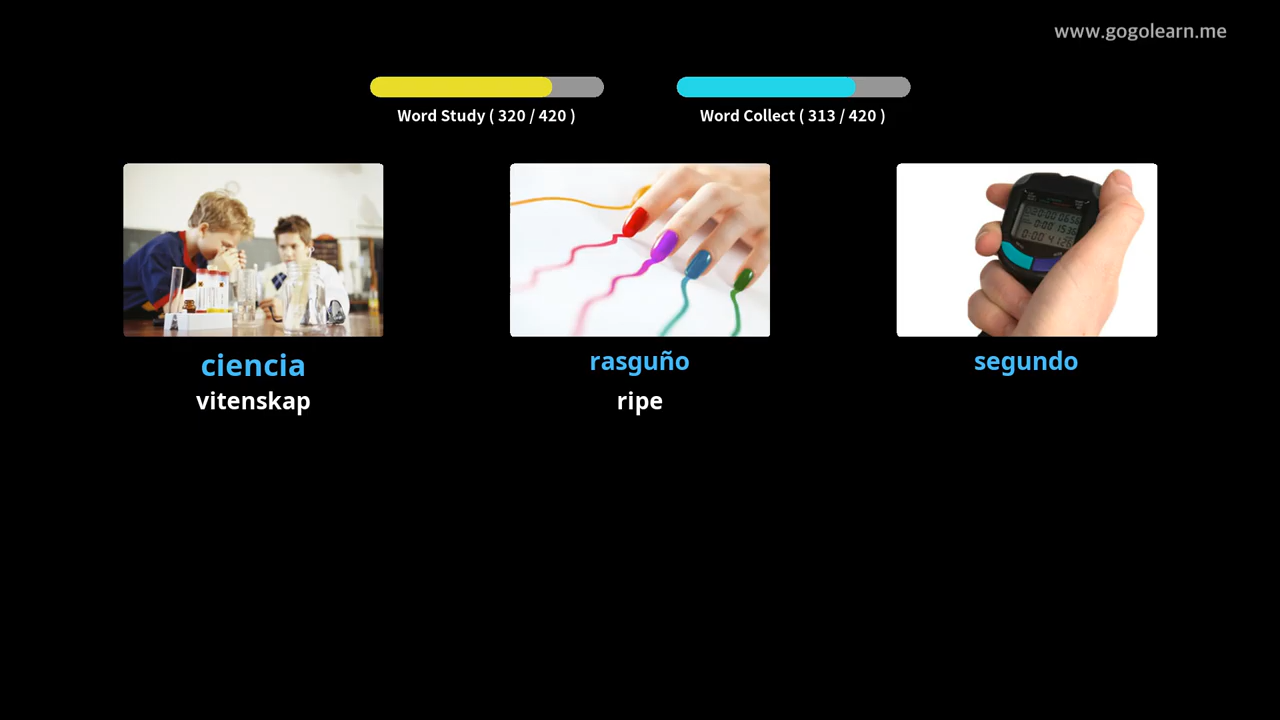 www.gogolearn.me
Word Study ( 320 / 420 )
Word Collect ( 313 / 420 )
ciencia
vitenskap
rasguño
ripe
segundo